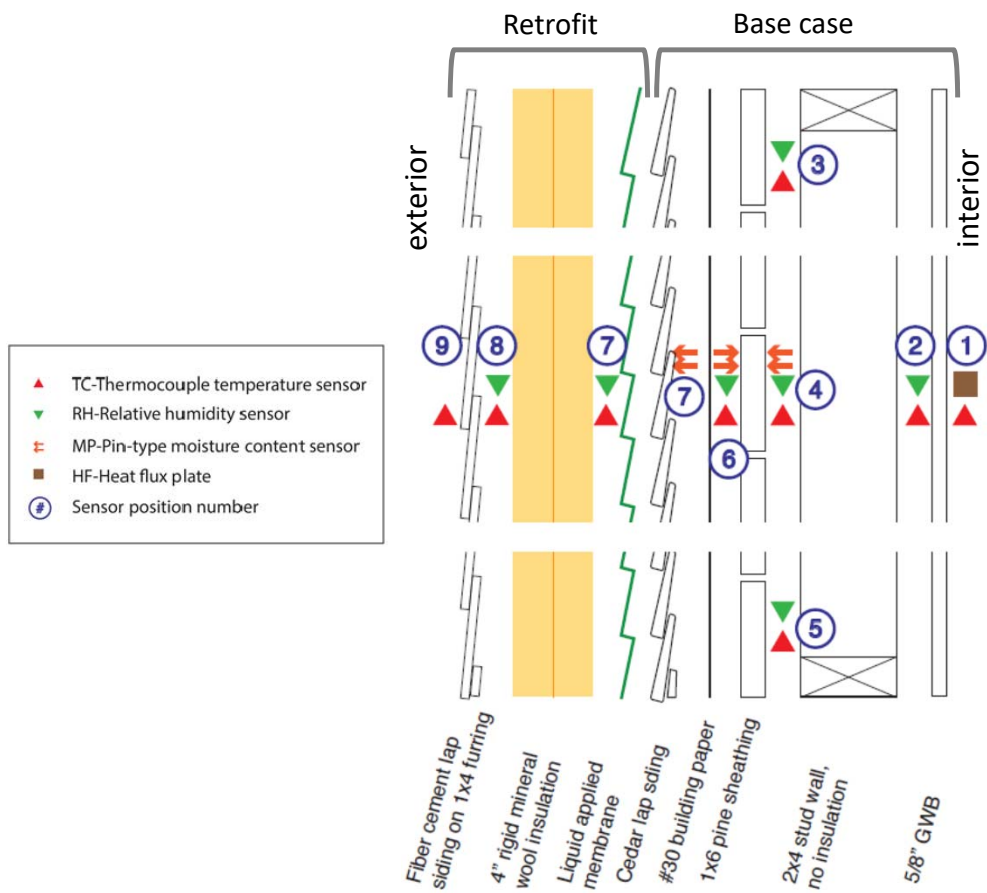 Retrofit
Base case
exterior
interior
3
9
8
7
2
1
7
4
6
5
TC-Thermocouple temperature sensor
RH-Relative humidity sensor
MP-Pin-type moisture content sensor
HF-Heat flux plate
# Sensor position number
Fiber cement lap
siding on 1x4 furring
4” rigid mineral
wool insulation
Liquid applied
membrane
Cedar lap sding
#30 building paper
1x6 pine sheathing
2x4 stud wall,
no insulation
5/8” GWB